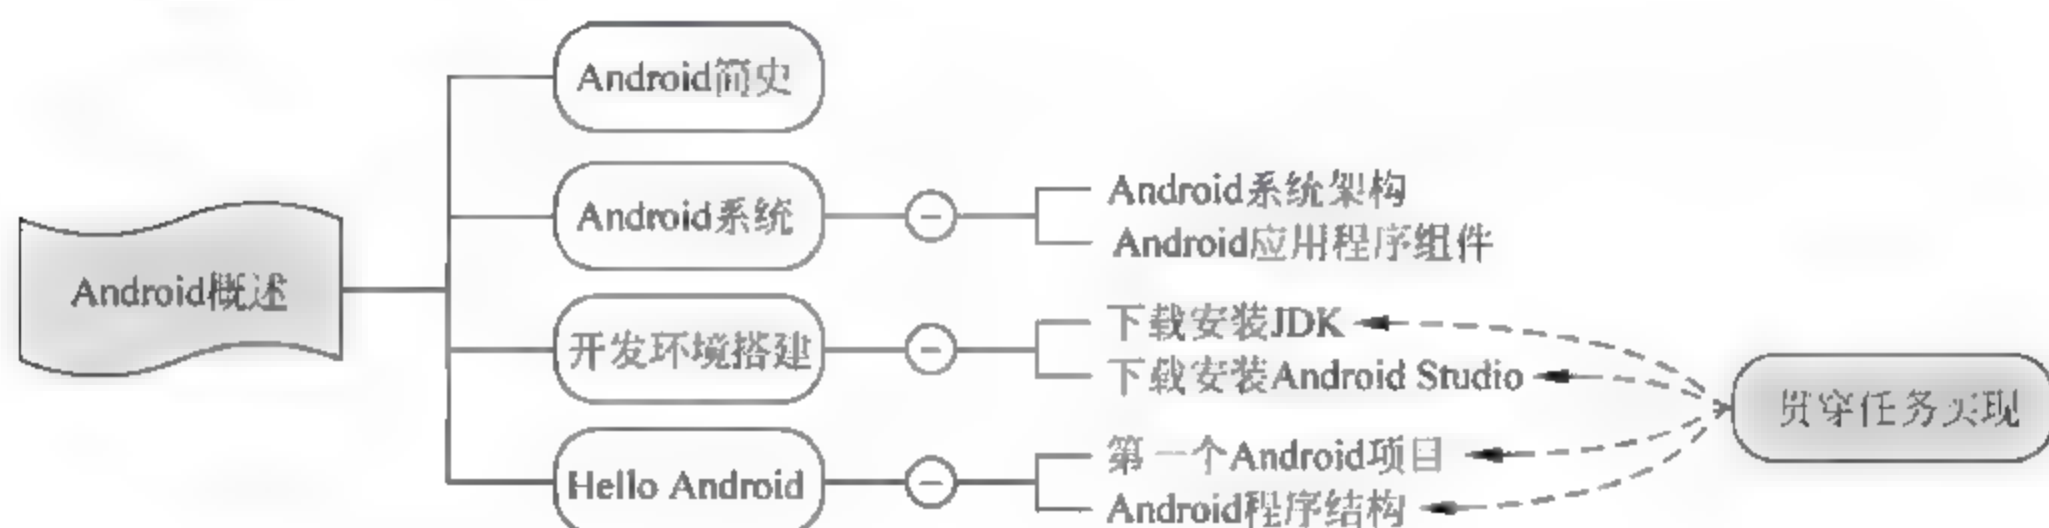 Android简史
Android系统
Android系统架构
Android应用程序组件
Android概述
开发环境搭建
下载安装JDK
下载安装Android Studio
贯穿任务实现
Hello Android
第一个Android项目
Android程序结构